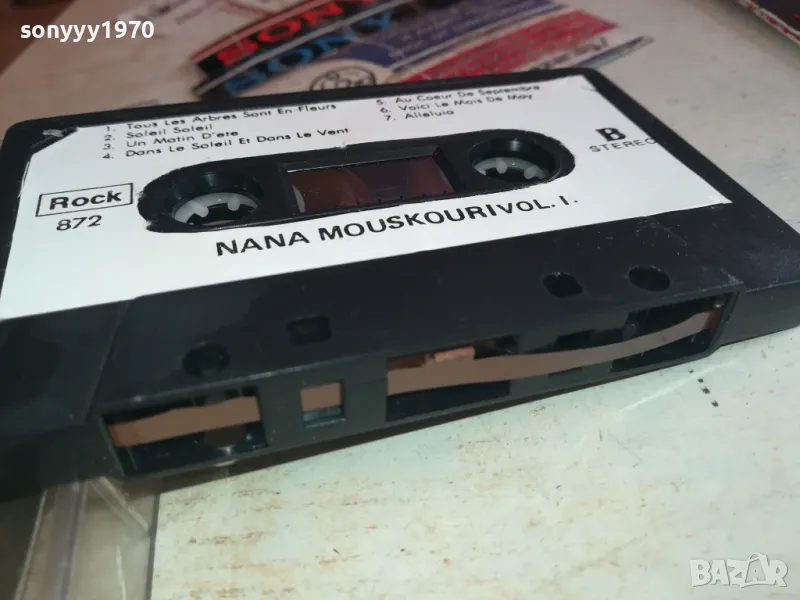 sonyyy1970
SONY
SONY
1. Tous Les Arbres Sont En Fleurs
2. Soleil Soleil
3. Un Matin D'ete
4. Dans Le Soleil Et Dans Le Vent
5. Au Coeur De Septembre
6. Voici Le Mois De May
7. Alleluia
B
STEREO
Rock
872
NANA MOUSKOURI VOL. I.
BAZAR